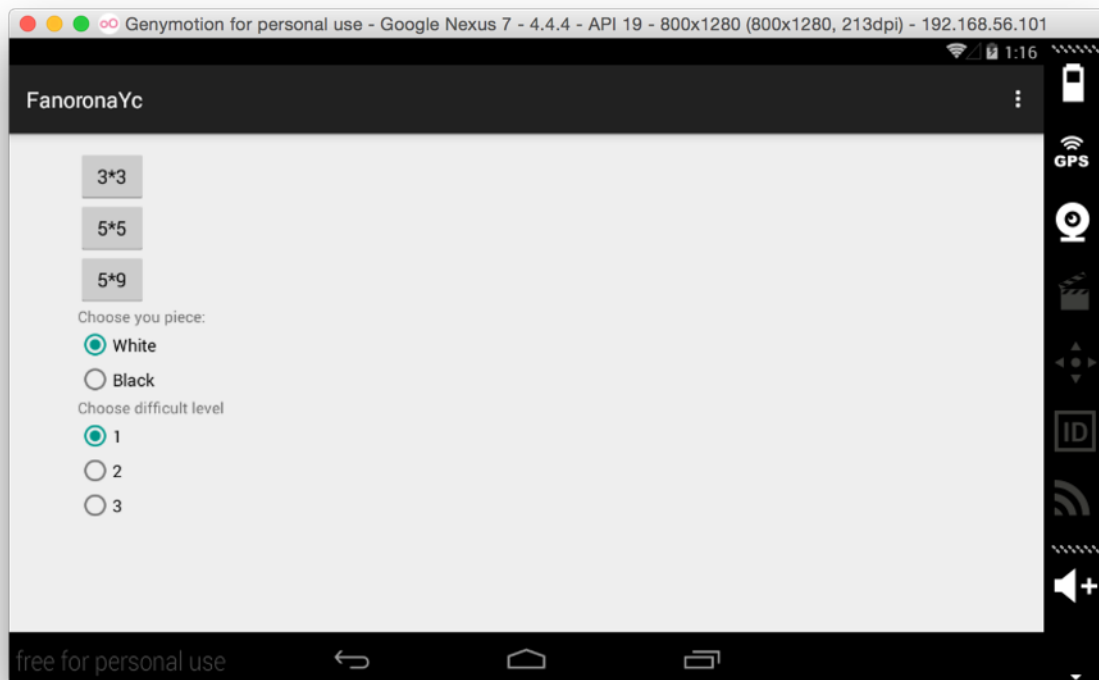 Genymotion for personal use - Google Nexus 7 - 4.4.4 - API 19 - 800x1280 (800x1280, 213dpi) - 192.168.56.101
1:16
FanoronaYc
GPS
3*3
5*5
5*9
Choose you piece:
White
Black
Choose difficult level
1
2
3
ID
free for personal use